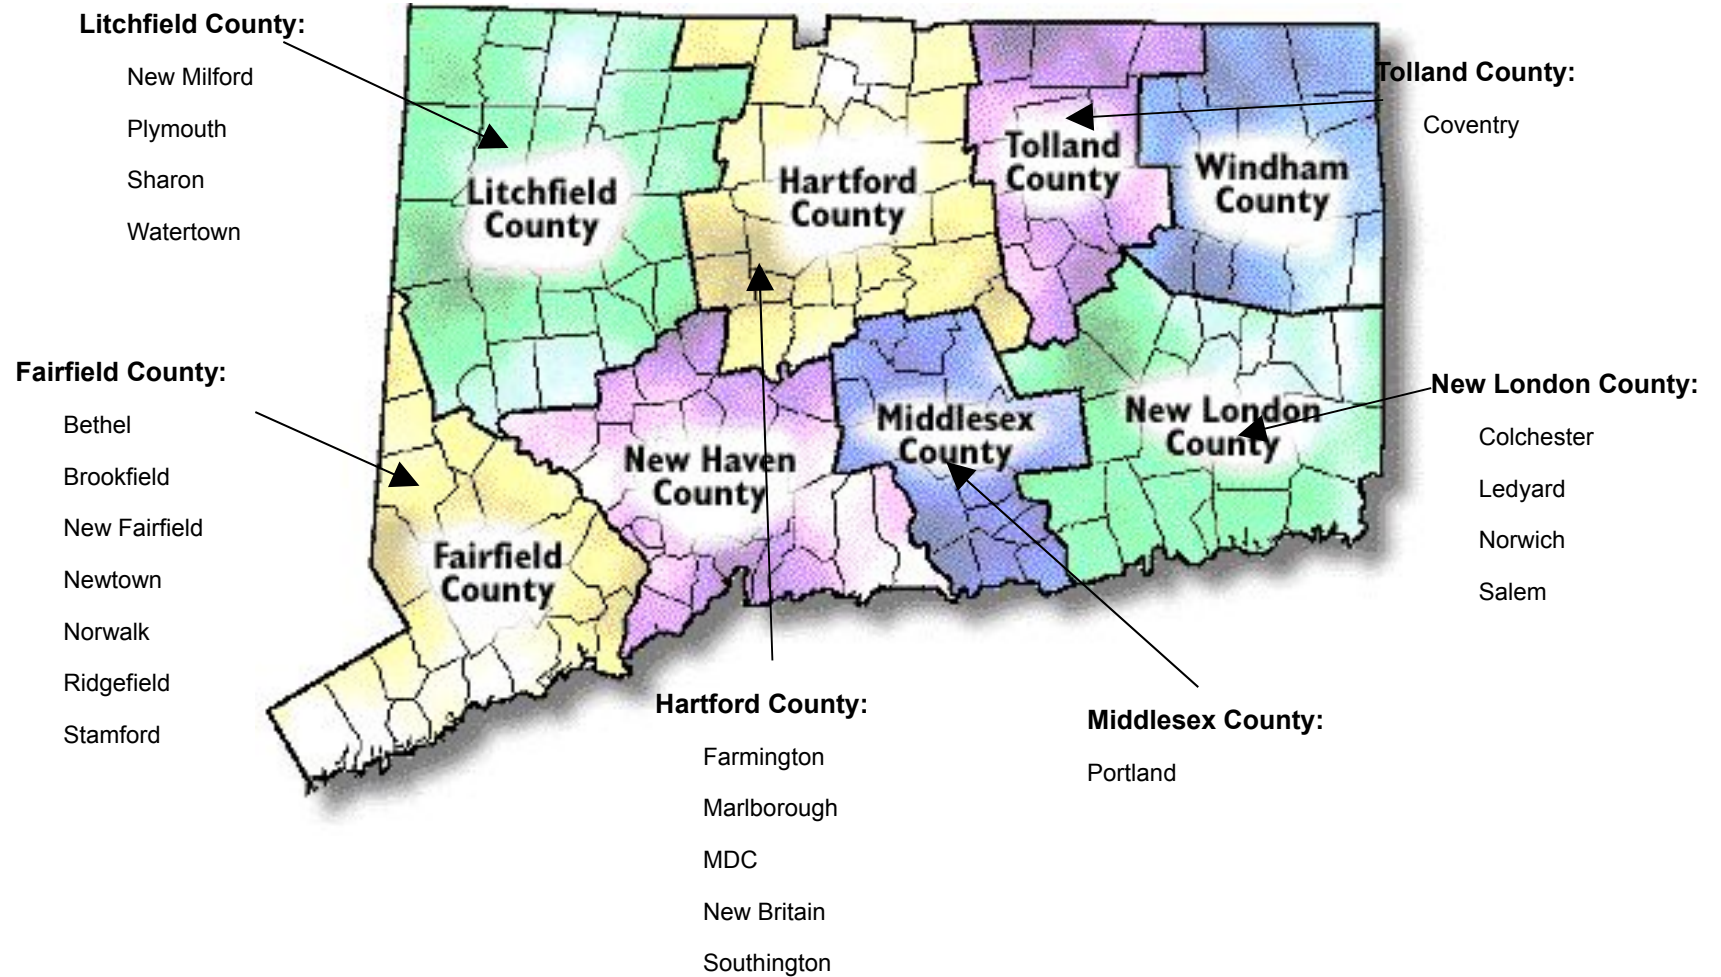 Litchfield County:
New Milford
Plymouth
Sharon
Watertown
Tolland County:
Coventry
Litchfield
County
Hartford
County
Tolland
County
Windham
County
Fairfield County:
Bethel
Brookfield
New Fairfield
Newtown
Norwalk
Ridgefield
Stamford
New Haven
County
Middlesex
County
New London
County
Fairfield
County
New London County:
Colchester
Ledyard
Norwich
Salem
Hartford County:
Farmington
Marlborough
MDC
New Britain
Southington
Middlesex County:
Portland